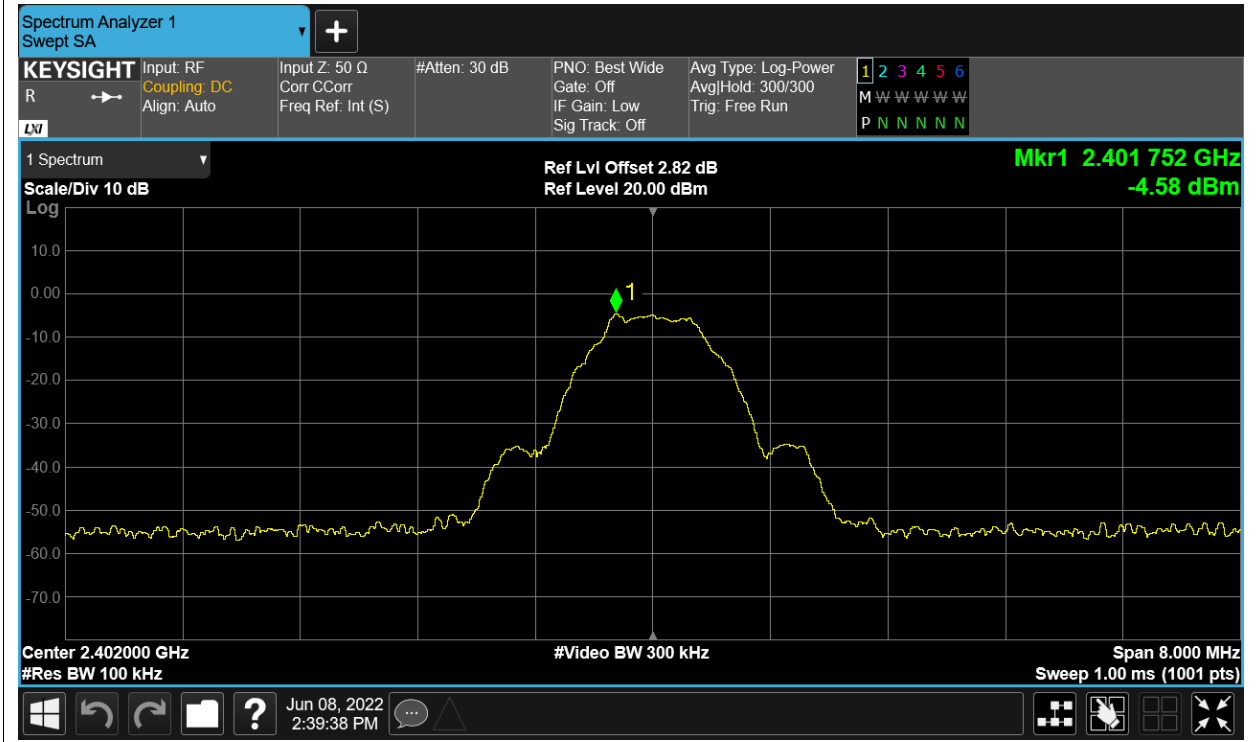 Spectrum Analyzer 1
Swept SA
KEYSIGHT
R
LXI
Input: RF
Coupling: DC
Align: Auto
Input Z: 50 Ω
Corr CCorr
Freq Ref: Int (S)
#Atten: 30 dB
PNO: Best Wide
Gate: Off
IF Gain: Low
Sig Track: Off
Avg Type: Log-Power
Avg|Hold: 300/300
Trig: Free Run
1 2 3 4 5 6
M W W W W W
P N N N N N
1 Spectrum
Scale/Div 10 dB
Log
Ref Lvl Offset 2.82 dB
Ref Level 20.00 dBm
Mkr1 2.401 752 GHz
-4.58 dBm
10.0
0.00
-10.0
-20.0
-30.0
-40.0
-50.0
-60.0
-70.0
1
Center 2.402000 GHz
#Res BW 100 kHz
#Video BW 300 kHz
Span 8.000 MHz
Sweep 1.00 ms (1001 pts)
?
Jun 08, 2022
2:39:38 PM